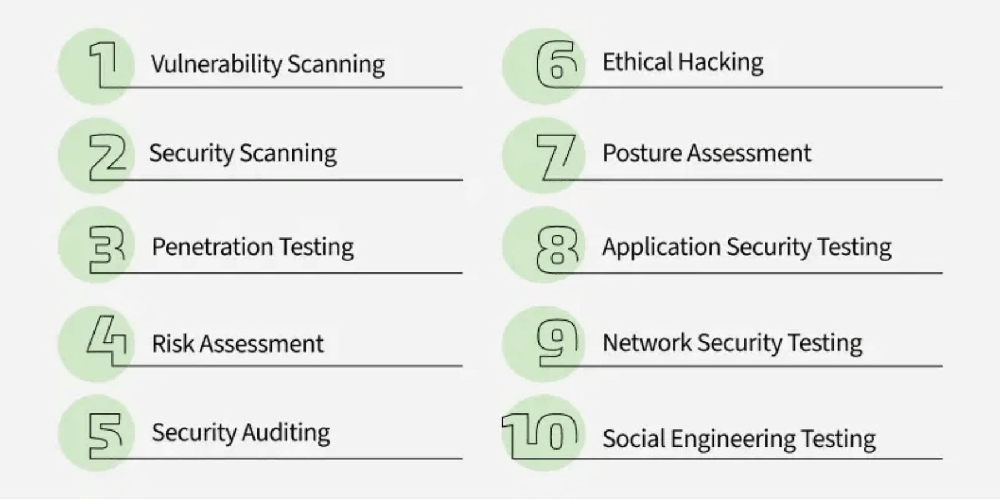 1 Vulnerability Scanning
2 Security Scanning
3 Penetration Testing
4 Risk Assessment
5 Security Auditing
6 Ethical Hacking
7 Posture Assessment
8 Application Security Testing
9 Network Security Testing
10 Social Engineering Testing